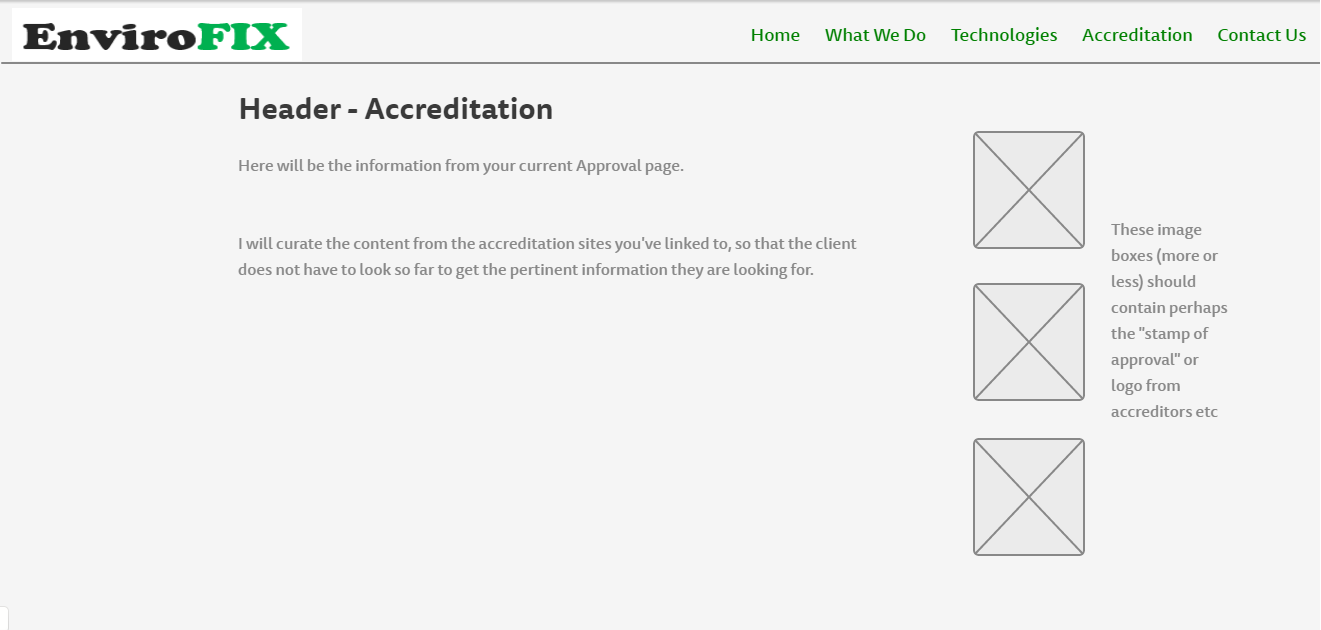 EnviroFIX
Home What We Do Technologies Accreditation Contact Us
Header - Accreditation
Here will be the information from your current Approval page.
I will curate the content from the accreditation sites you've linked to, so that the client
does not have to look so far to get the pertinent information they are looking for.
These image
boxes (more or
less) should
contain perhaps
the "stamp of
approval" or
logo from
accreditors etc